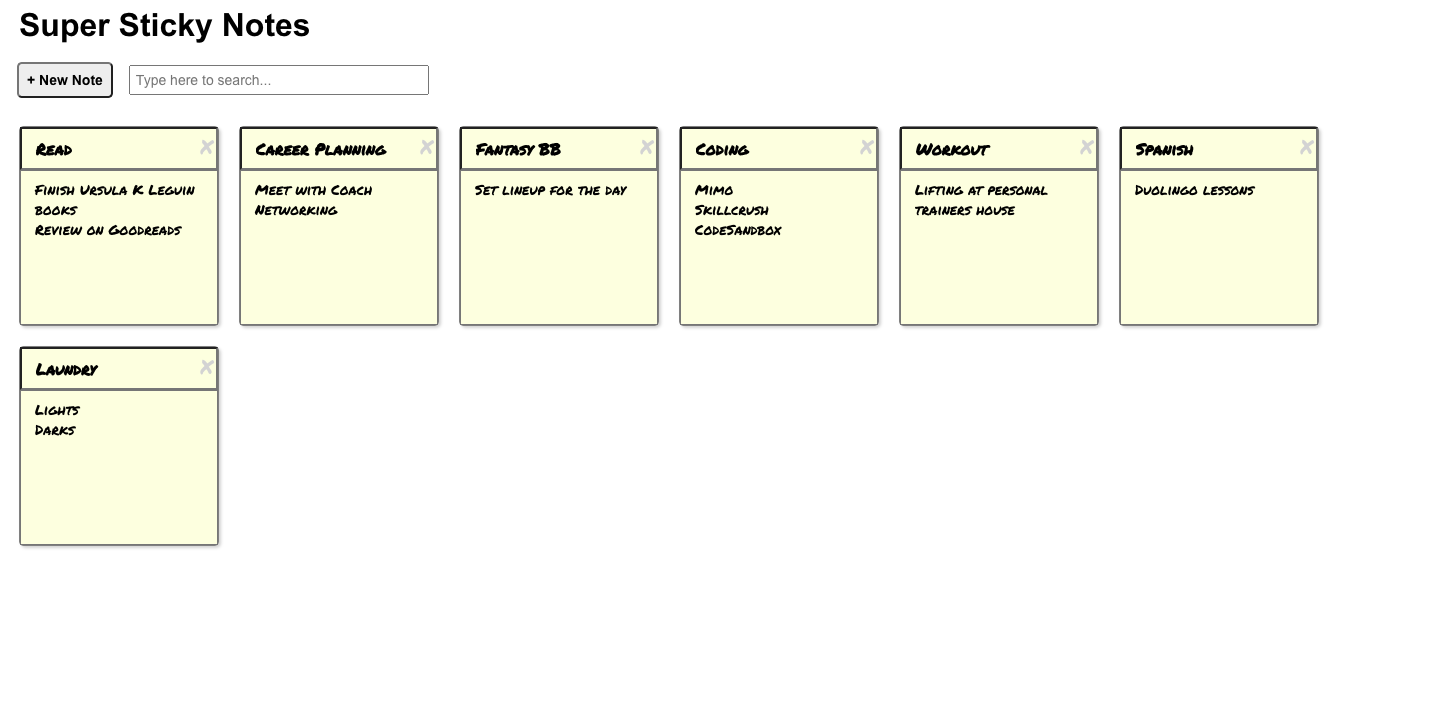 Super Sticky Notes
+ New Note
Type here to search...
Read
Finish Ursula K Leguin
books
Review on Goodreads
Career Planning
Meet with Coach
Networking
Fantasy BB
Set lineup for the day
Coding
Mimo
Skillcrush
CodeSandbox
Workout
Lifting at personal
trainers house
Spanish
Duolingo lessons
Laundry
Lights
Darks